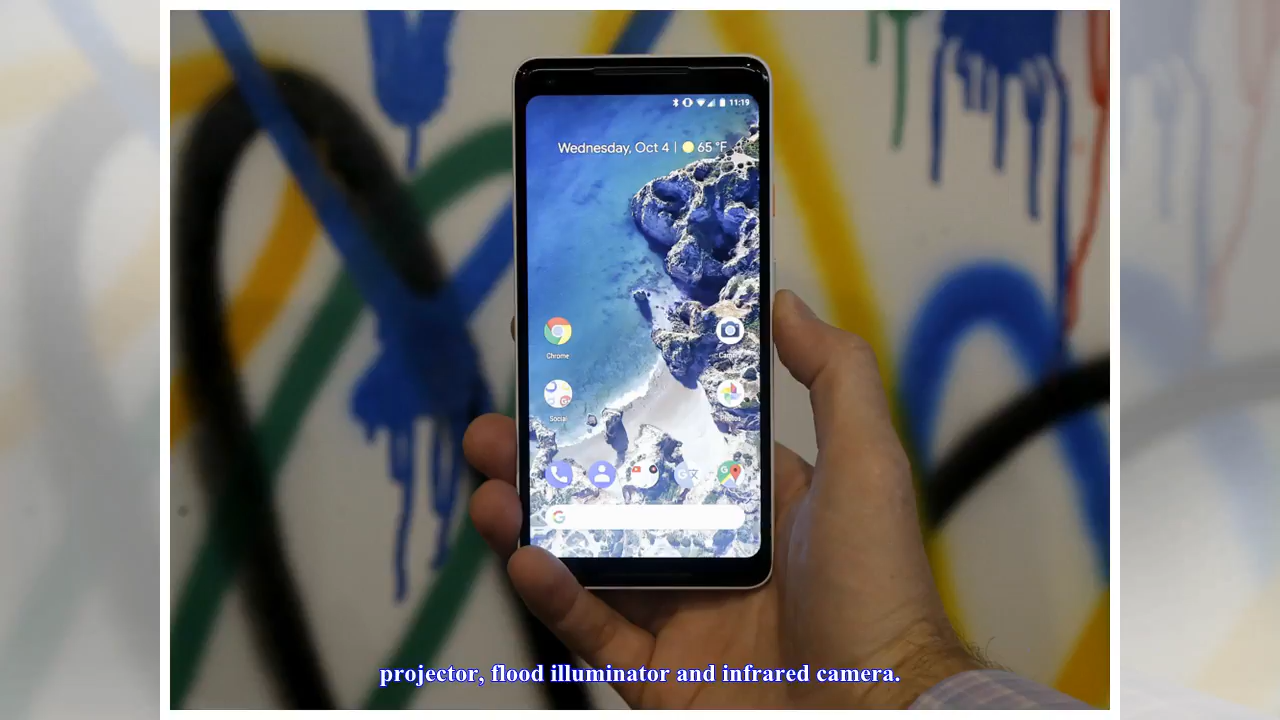 11:19
Wednesday, Oct 4 | 65 °F
Chrome
Camera
Social
Photos
projector, flood illuminator and infrared camera.